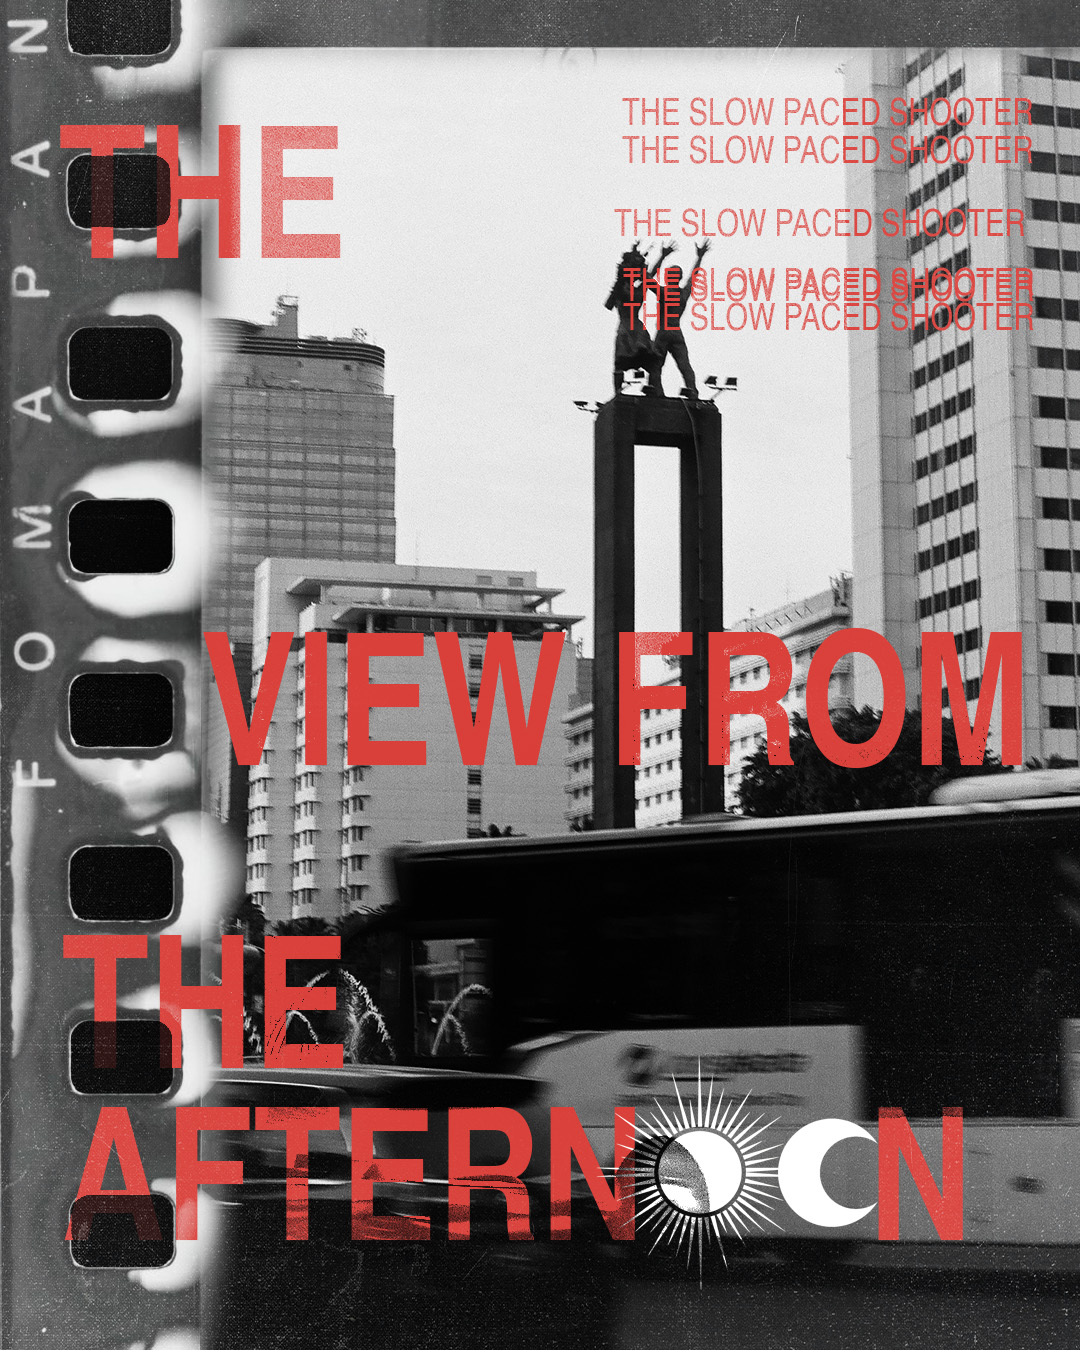 FOMAPAN
THE SLOW PACED SHOOTER
THE SLOW PACED SHOOTER
THE SLOW PACED SHOOTER
THE SLOW PACED SHOOTER
THE SLOW PACED SHOOTER
THE
VIEW FROM
THE
AFTERNOON